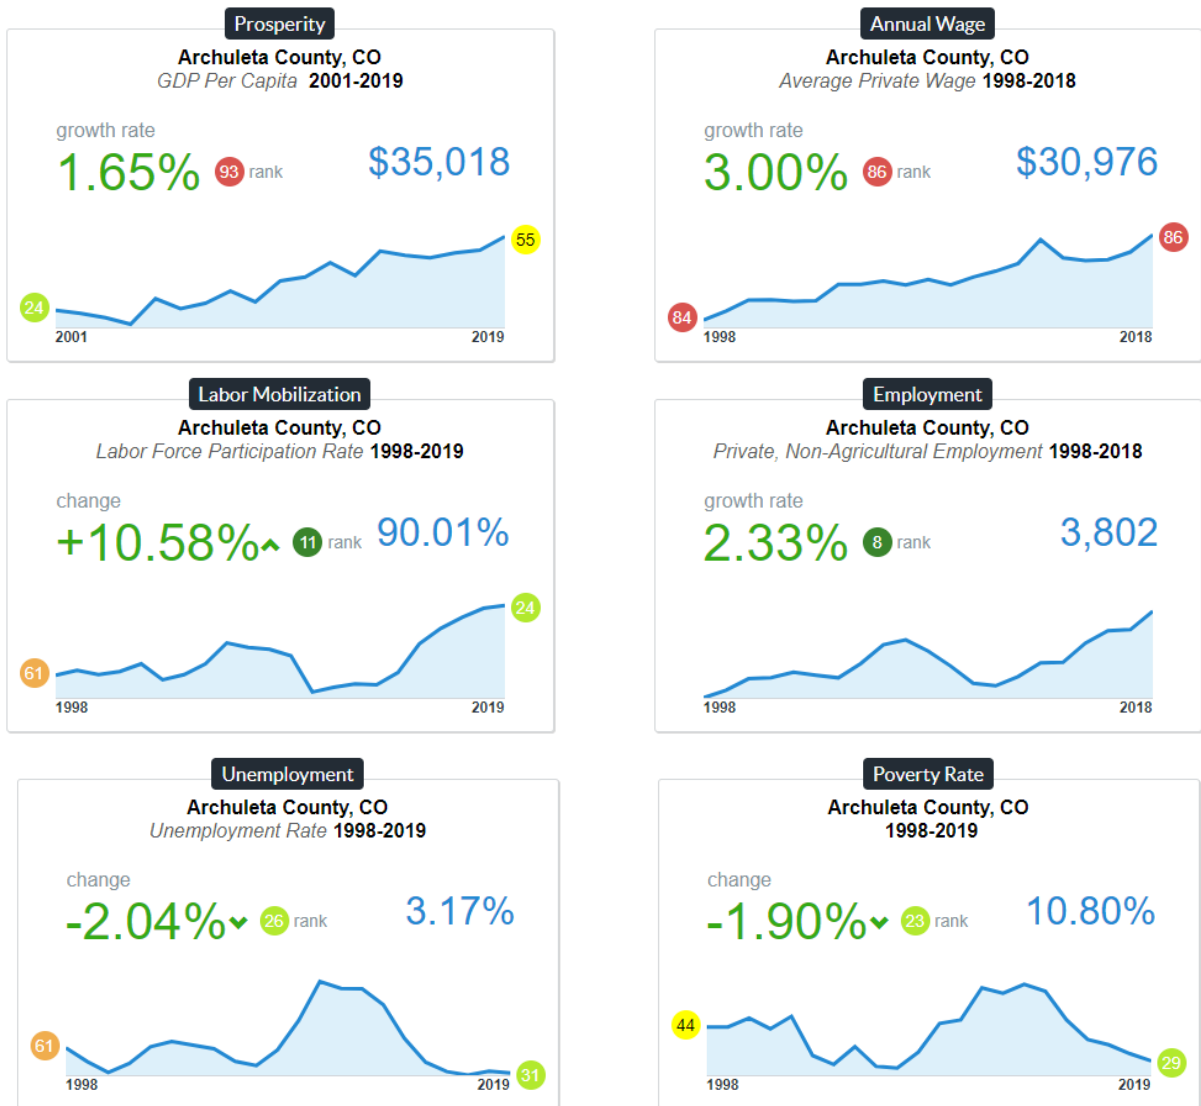 Prosperity
Archuleta County, CO
GDP Per Capita 2001-2019
growth rate
1.65% 93 rank $35,018
55
24
2001 2019
Annual Wage
Archuleta County, CO
Average Private Wage 1998-2018
growth rate
3.00% 86 rank $30,976
86
84
1998 2018
Labor Mobilization
Archuleta County, CO
Labor Force Participation Rate 1998-2019
change
+10.58% 11 rank 90.01%
24
61
1998 2019
Employment
Archuleta County, CO
Private, Non-Agricultural Employment 1998-2018
growth rate
2.33% 8 rank 3,802
1998 2018
Unemployment
Archuleta County, CO
Unemployment Rate 1998-2019
change
-2.04% 26 rank 3.17%
61
31
1998 2019
Poverty Rate
Archuleta County, CO
1998-2019
change
-1.90% 23 rank 10.80%
44
29
1998 2019